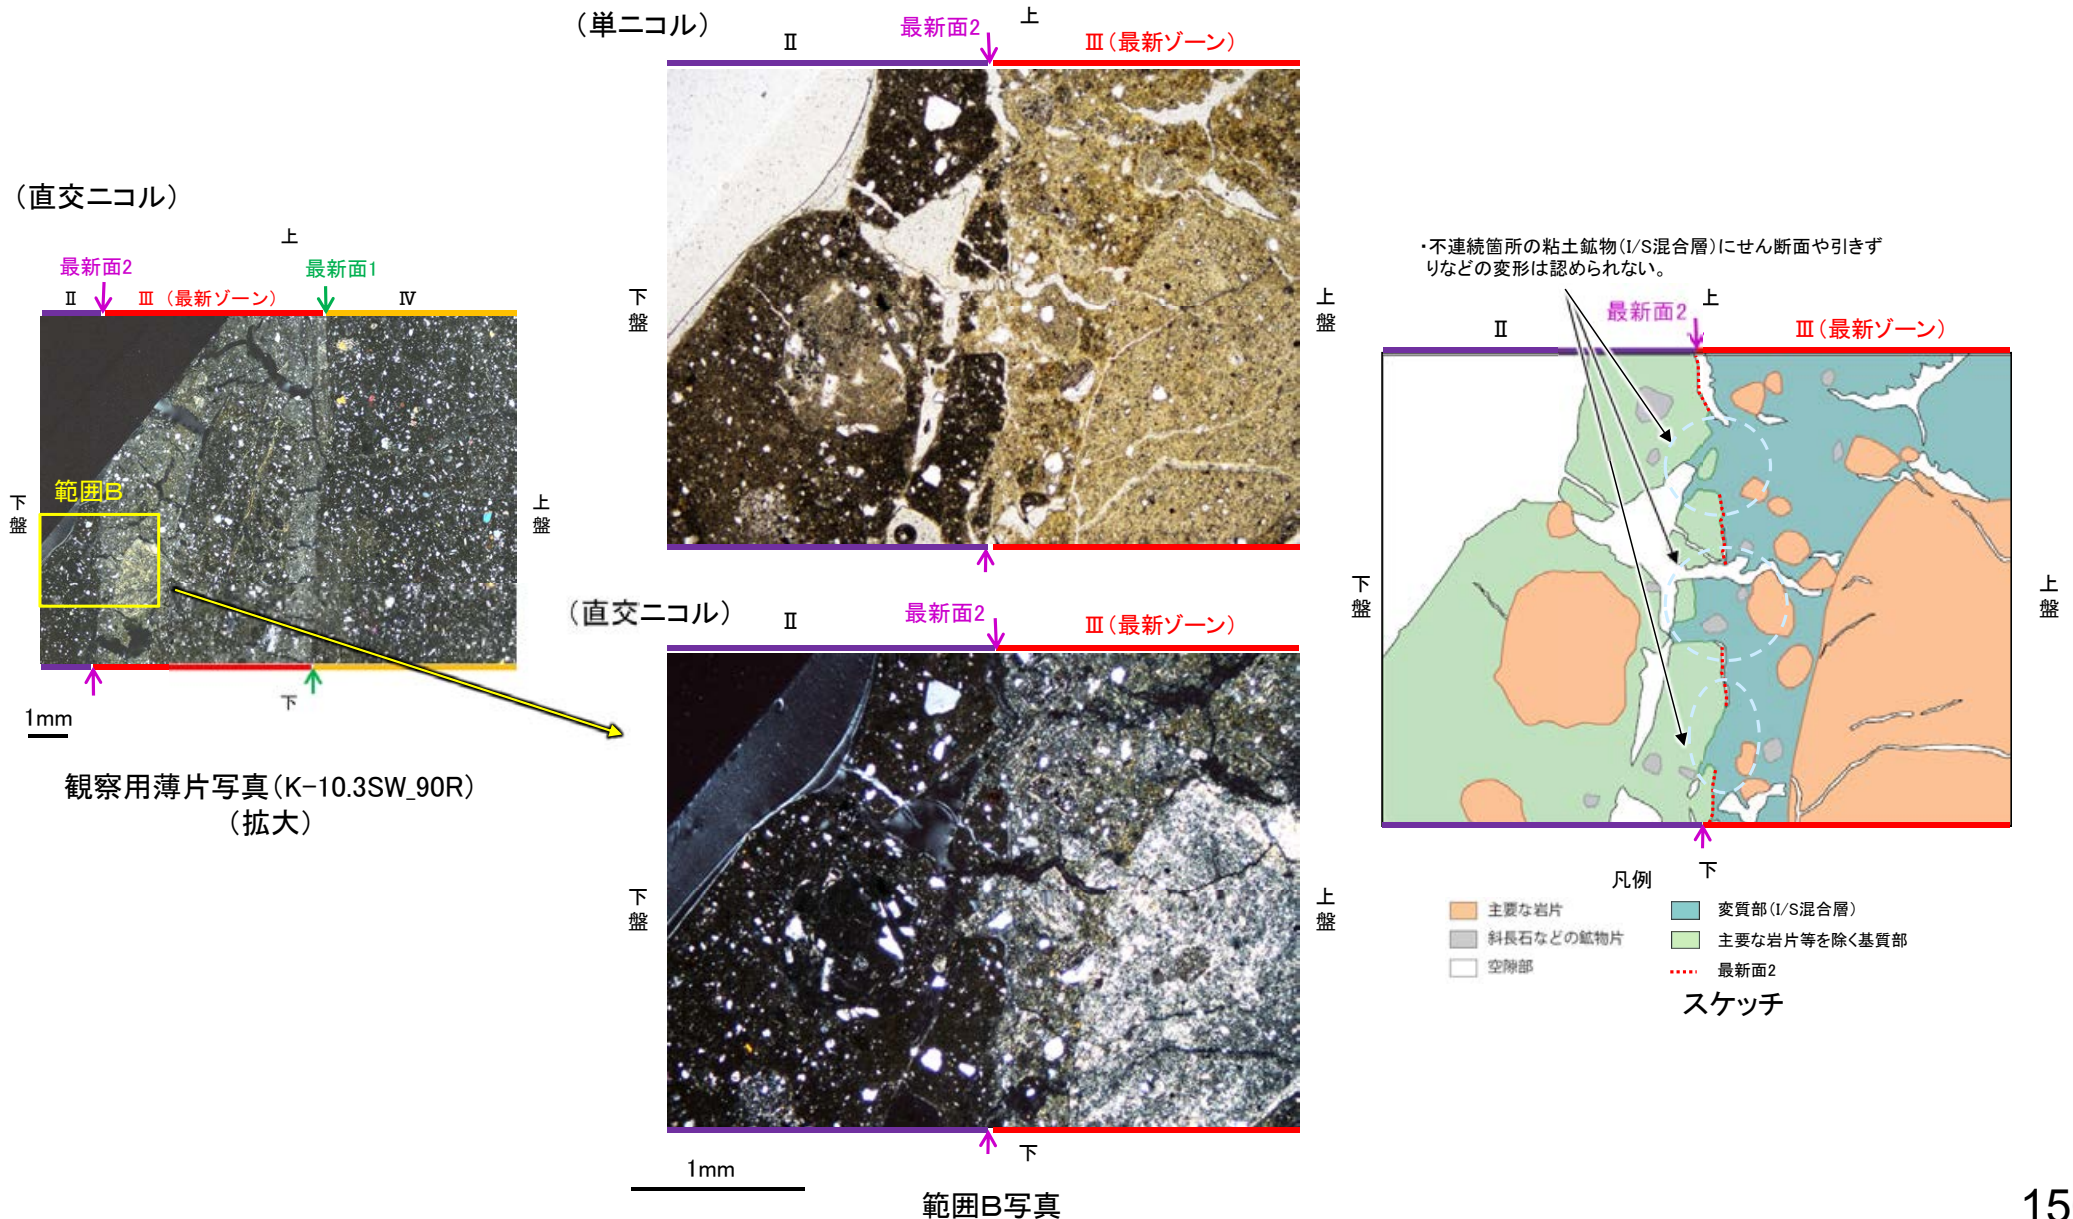 (直交ニコル)
上
最新面2
最新面1
Ⅱ
Ⅲ(最新ゾーン)
Ⅳ
下盤
範囲B
上盤
下
1mm
観察用薄片写真(K-10.3SW_90R)
(拡大)
(単ニコル)
上
Ⅱ
最新面2
Ⅲ(最新ゾーン)
下盤
上盤
(直交ニコル)
Ⅱ
最新面2
Ⅲ(最新ゾーン)
下盤
上盤
下
1mm
範囲B写真
・不連続箇所の粘土鉱物(I/S混合層)にせん断面や引きず
りなどの変形は認められない。
最新面2
上
Ⅱ
Ⅲ(最新ゾーン)
下盤
上盤
下
凡例
主要な岩片
変質部(I/S混合層)
斜長石などの鉱物片
主要な岩片等を除く基質部
空隙部
最新面2
スケッチ
15